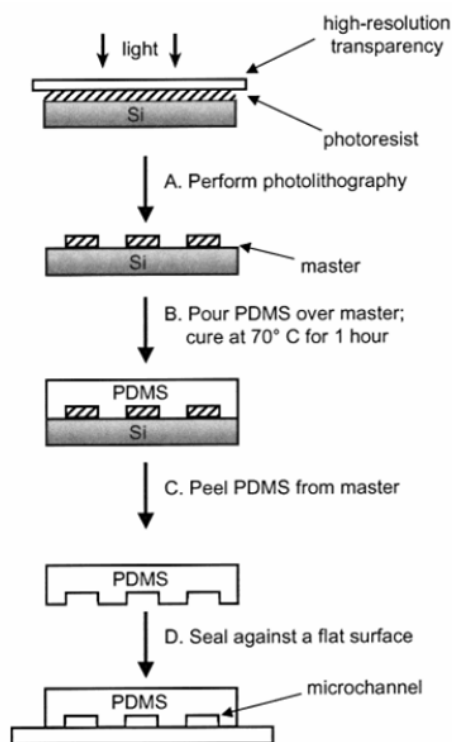 high-resolution
transparency
light
Si
photoresist
A. Perform photolithography
Si
master
B. Pour PDMS over master;
cure at 70° C for 1 hour
PDMS
Si
C. Peel PDMS from master
PDMS
D. Seal against a flat surface
microchannel
PDMS